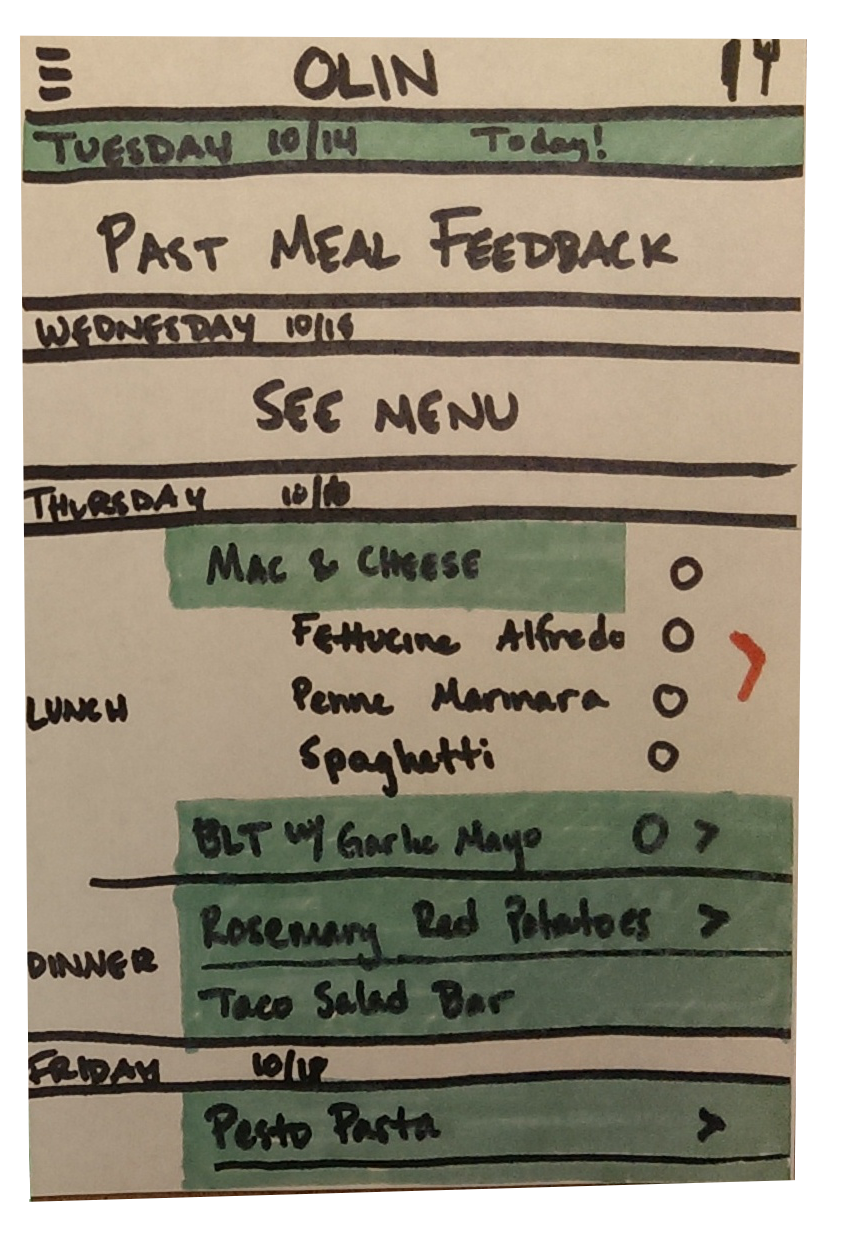 OLIN
TUESDAY 10/14 Today!
PAST MEAL FEEDBACK
WEDNESDAY 10/15
SEE MENU
THURSDAY 10/16
MAC & CHEESE
Fettucine Alfredo
Penne Marinara
LUNCH
Spaghetti
BLT w/ Garlic Mayo
Rosemary Red Potatoes
DINNER
Taco Salad Bar
FRIDAY 10/18
Pesto Pasta